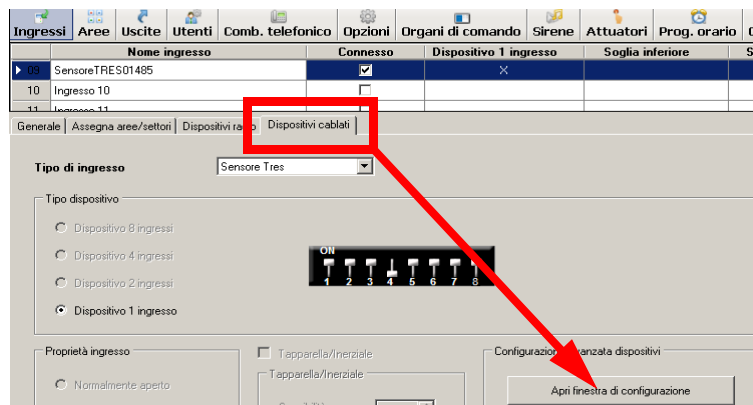 Ingressi Aree Uscite Utenti Comb. telefonico Opzioni Organi di comando Sirene Attuatori Prog. orario
Nome ingresso Connesso Dispositivo 1 ingresso Soglia inferiore S
09 SensoreTRES01485
10 Ingresso 10
11 Ingresso 11
Generale Assegna aree/settori Dispositivi Dispositivi cablati
Tipo di ingresso Sensore Tres
Tipo dispositivo
Dispositivo 8 ingressi
Dispositivo 4 ingressi
Dispositivo 2 ingressi
Dispositivo 1 ingresso
ON
1 2 3 4 5 6 7 8
Proprietà ingresso Tapparella/Inerziale Configurazione avanzata dispositivi
Tapparella/Inerziale
Normalmente aperto Apri finestra di configurazione